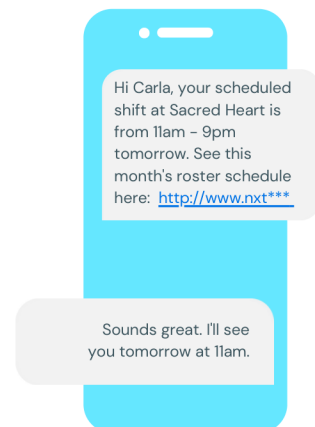 Hi Carla, your scheduled
shift at Sacred Heart is
from 11am - 9pm
tomorrow. See this
month's roster schedule
here: http://www.nxt***
Sounds great. I'll see
you tomorrow at 11am.